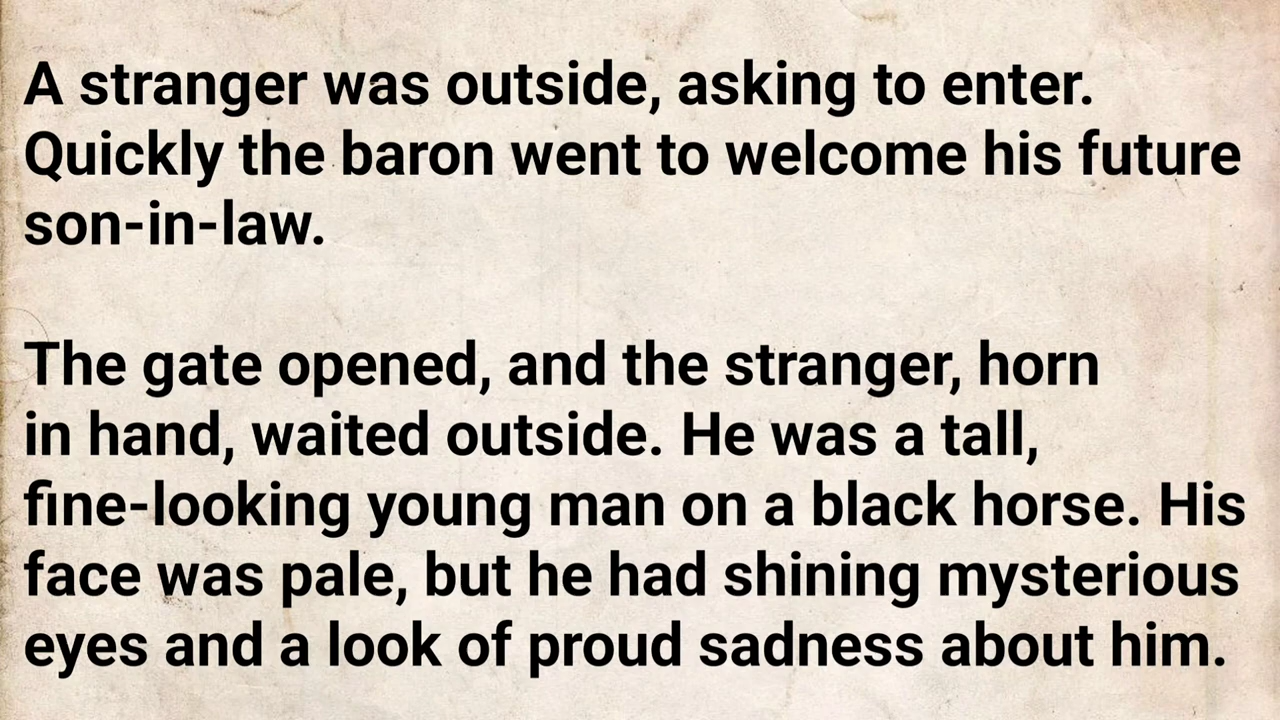 A stranger was outside, asking to enter.
Quickly the baron went to welcome his future
son-in-law.
The gate opened, and the stranger, horn
in hand, waited outside. He was a tall,
fine-looking young man on a black horse. His
face was pale, but he had shining mysterious
eyes and a look of proud sadness about him.